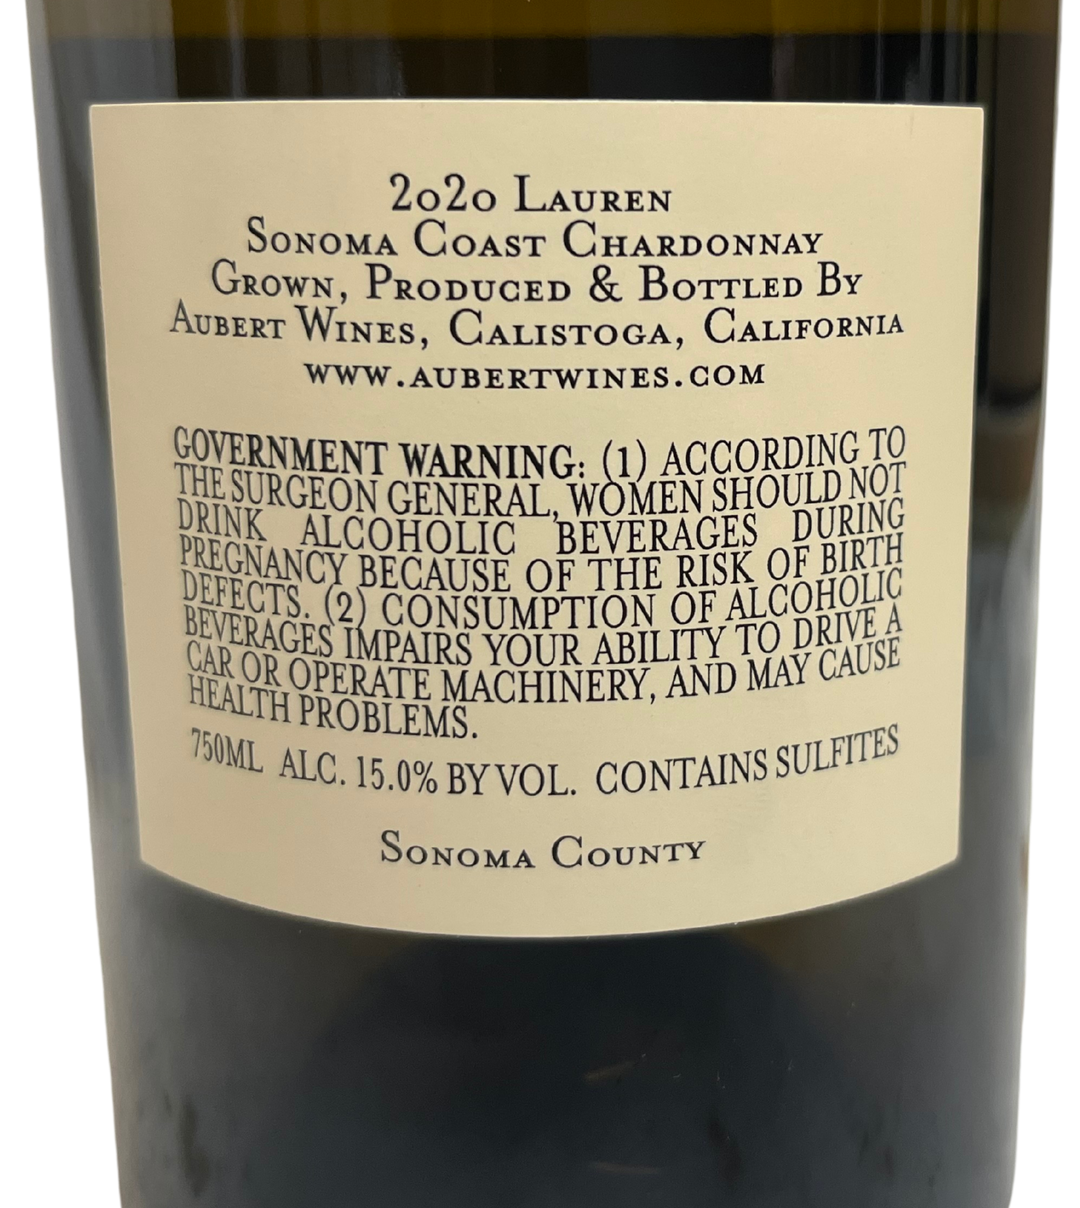 2020 Lauren
Sonoma Coast Chardonnay
Grown, Produced & Bottled By
Aubert Wines, Calistoga, California
www.aubertwines.com
GOVERNMENT WARNING: (1) ACCORDING TO
THE SURGEON GENERAL, WOMEN SHOULD NOT
DRINK ALCOHOLIC BEVERAGES DURING
PREGNANCY BECAUSE OF THE RISK OF BIRTH
DEFECTS. (2) CONSUMPTION OF ALCOHOLIC
BEVERAGES IMPAIRS YOUR ABILITY TO DRIVE A
CAR OR OPERATE MACHINERY, AND MAY CAUSE
HEALTH PROBLEMS.
750ML ALC. 15.0% BY VOL. CONTAINS SULFITES
Sonoma County